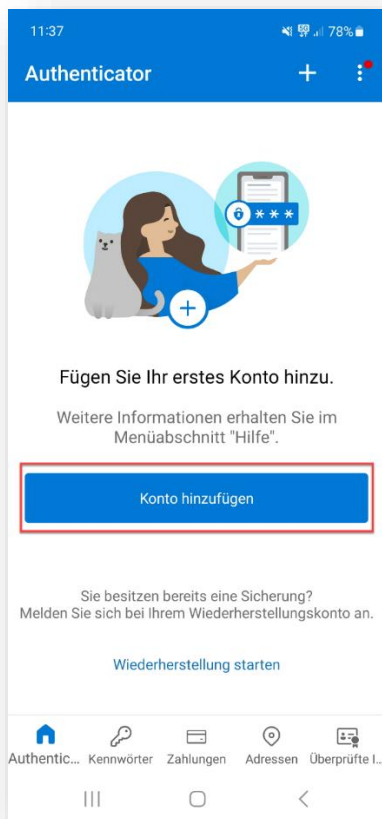 11:37 78%
Authenticator
***
Fügen Sie Ihr erstes Konto hinzu.
Weitere Informationen erhalten Sie im
Menüabschnitt "Hilfe".
Konto hinzufügen
Sie besitzen bereits eine Sicherung?
Melden Sie sich bei Ihrem Wiederherstellungskonto an.
Wiederherstellung starten
Authentic... Kennwörter Zahlungen Adressen Überprüfte I...